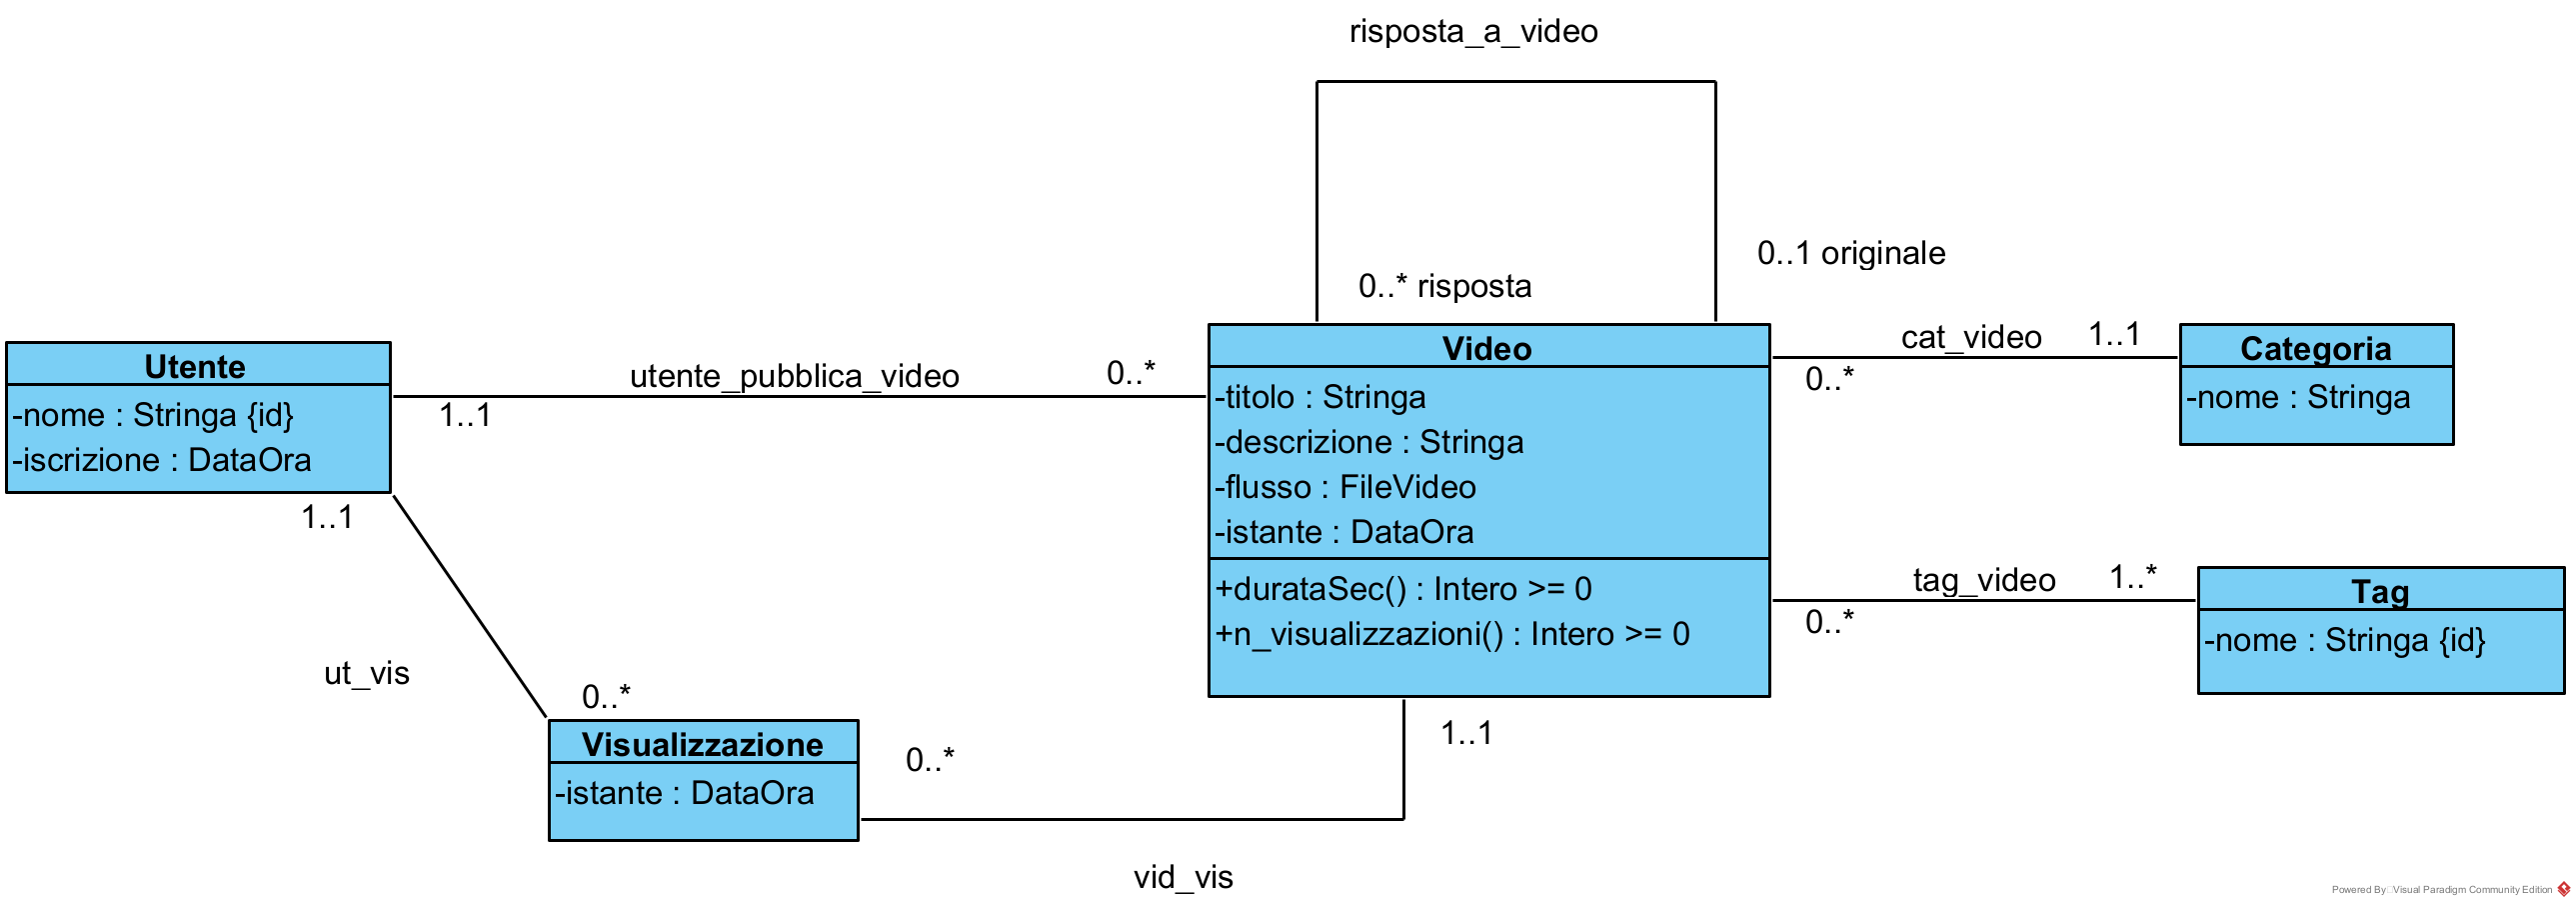 risposta_a_video
0..1 originale
0..* risposta
Utente
-nome : Stringa {id}
-iscrizione : DataOra
utente_pubblica_video
1..1
0..*
Video
-titolo : Stringa
-descrizione : Stringa
-flusso : FileVideo
-istante : DataOra
+durataSec() : Intero >= 0
+n_visualizzazioni() : Intero >= 0
cat_video
1..1
0..*
Categoria
-nome : Stringa
tag_video
1..*
0..*
Tag
-nome : Stringa {id}
1..1
ut_vis
0..*
Visualizzazione
-istante : DataOra
0..*
1..1
vid_vis
Powered By Visual Paradigm Community Edition